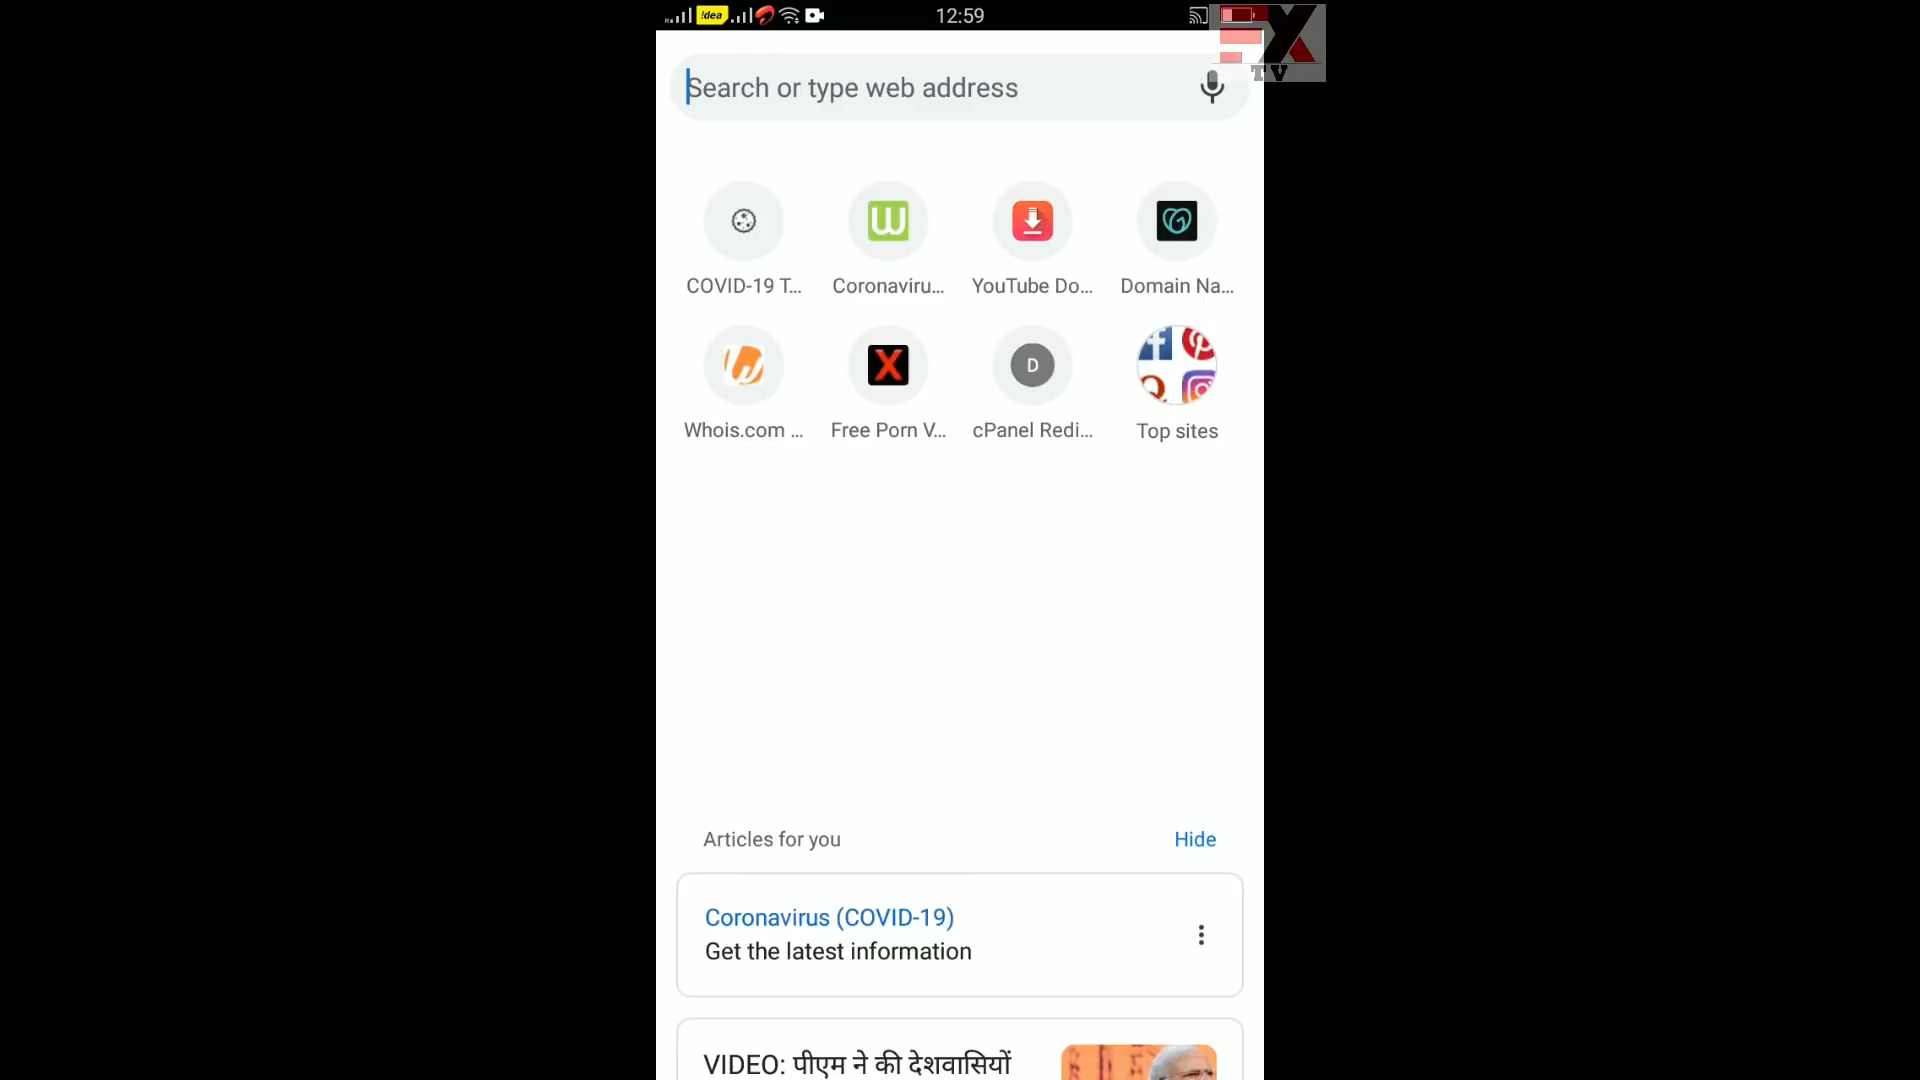 !dea
12:59
EX
TV
Search or type web address
COVID-19 T...
Coronaviru...
YouTube Do...
Domain Na...
D
Whois.com ...
Free Porn V...
cPanel Redi...
Top sites
Articles for you
Hide
Coronavirus (COVID-19)
Get the latest information
VIDEO: पीएम ने की देशवासियों